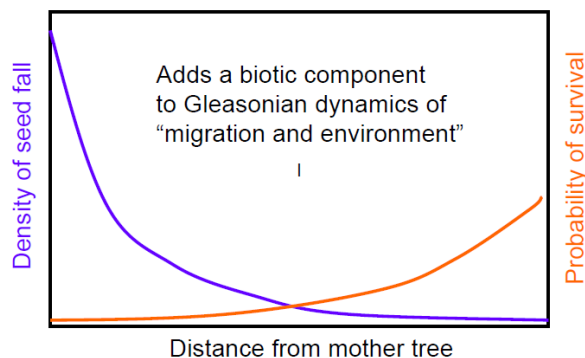 Adds a biotic component
to Gleasonian dynamics of
“migration and environment”
Density of seed fall
Probability of survival
Distance from mother tree